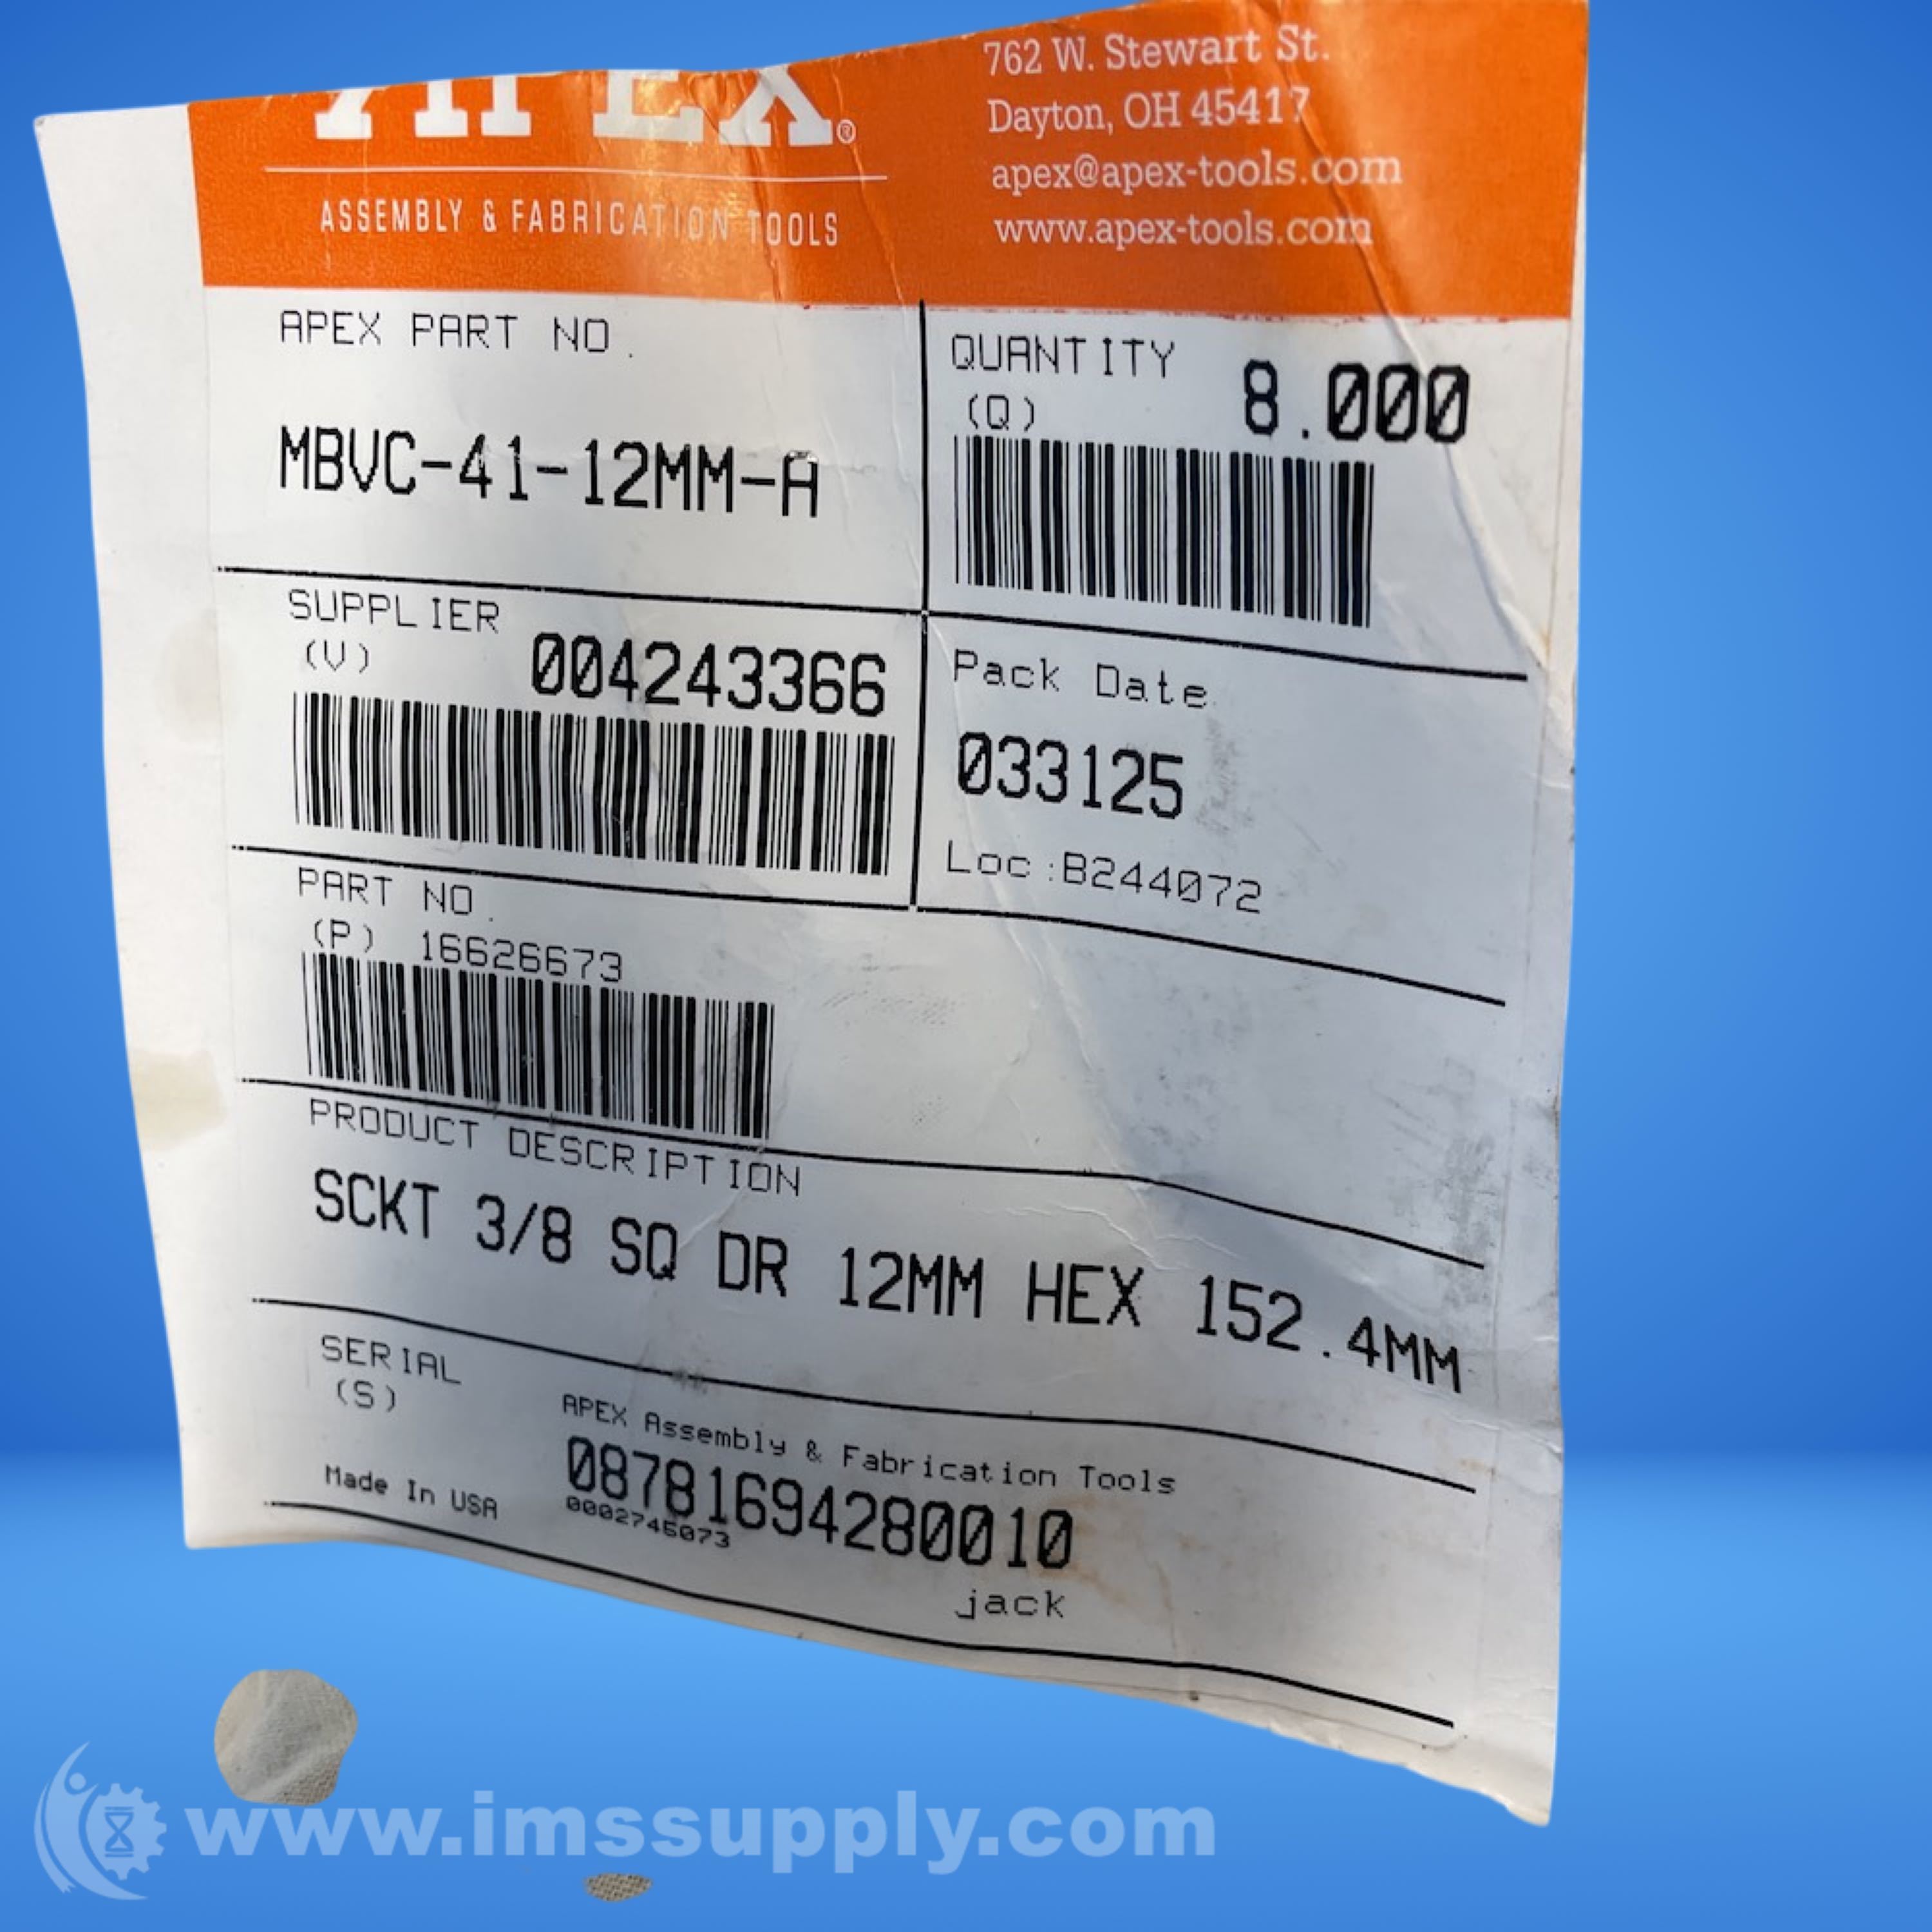 APEX®
762 W. Stewart St.
Dayton, OH 45417
apex@apex-tools.com
www.apex-tools.com
ASSEMBLY & FABRICATION TOOLS
APEX PART NO.
MBVC-41-12MM-A
QUANTITY
(Q)
8.000
SUPPLIER
(V)
004243366
Pack Date
033125
Loc:B244072
PART NO.
(P) 16626673
PRODUCT DESCRIPTION
SCKT 3/8 SQ DR 12MM HEX 152.4MM
SERIAL
(S)
APEX Assembly & Fabrication Tools
08781694280010
Made In USA
0002745073
jack
www.imssupply.com